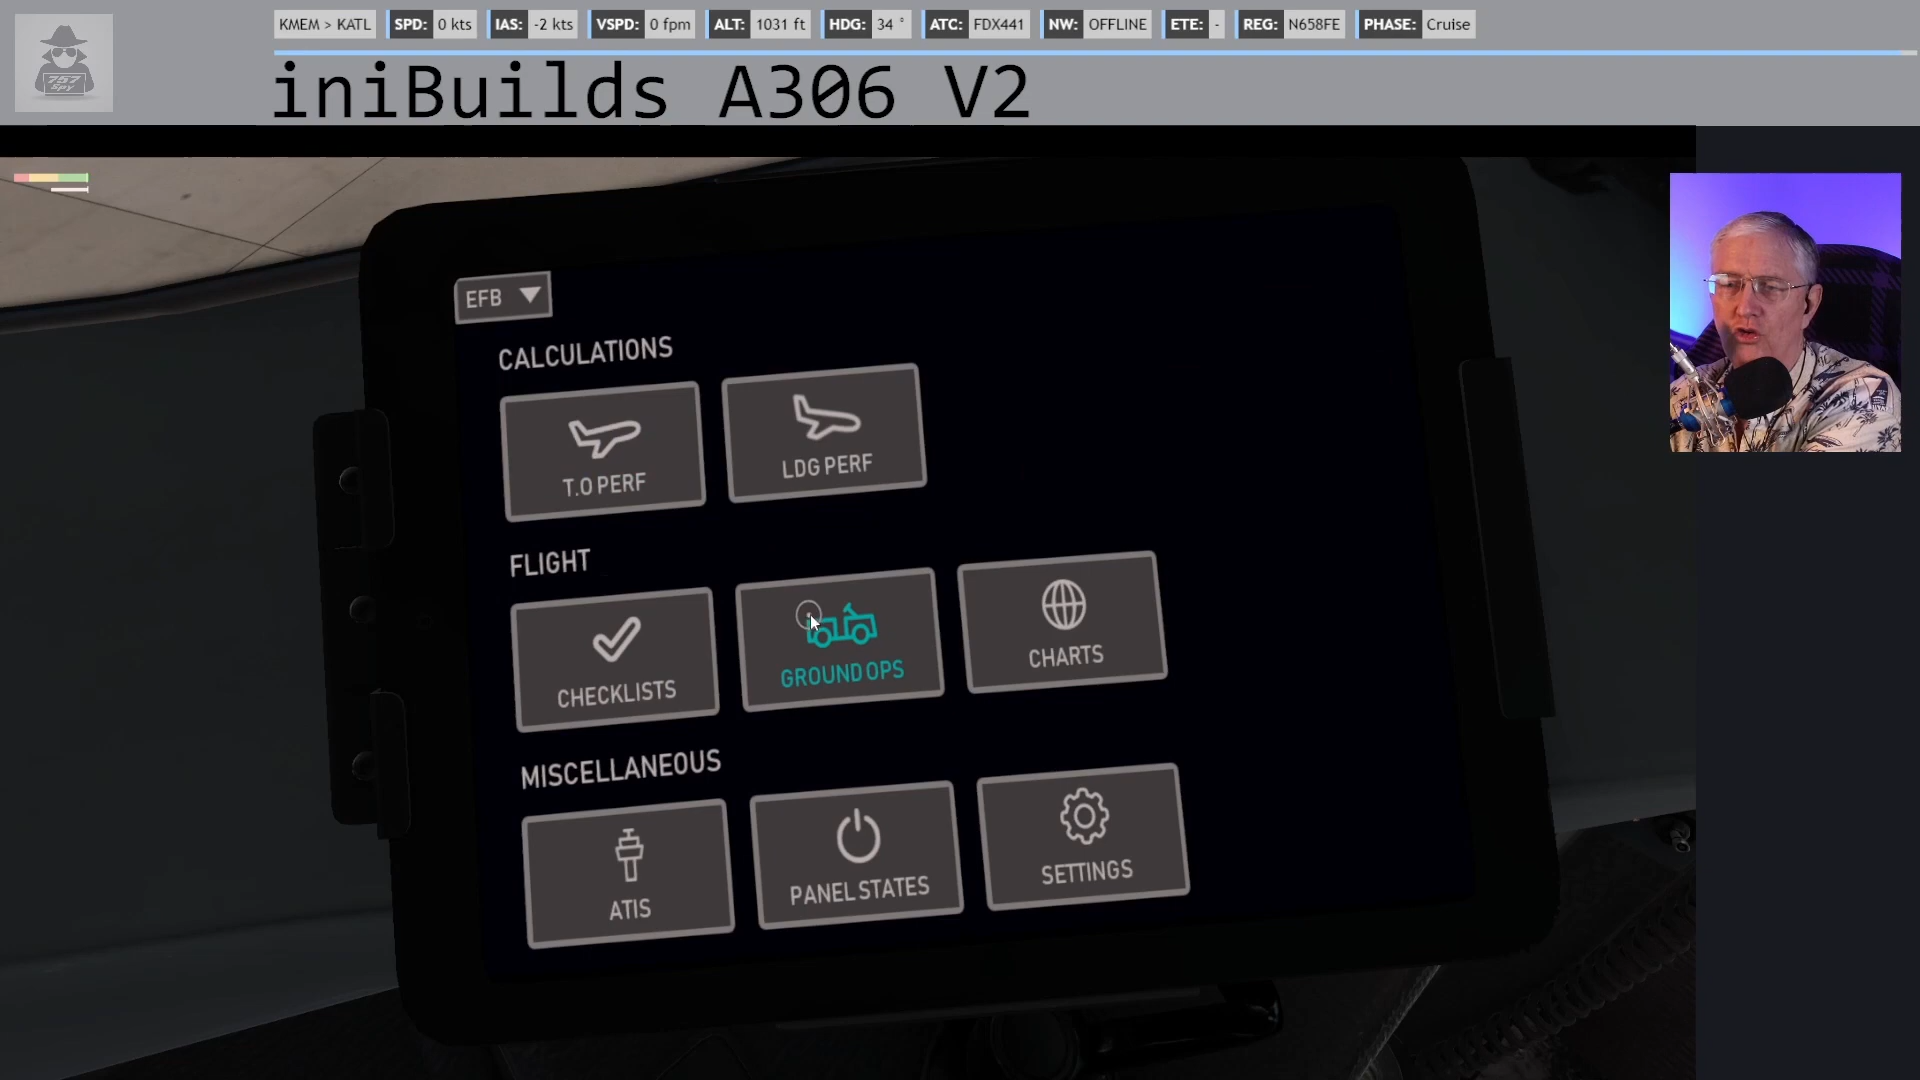 KMEM > KATL SPD: 0 kts IAS: -2 kts VSPD: 0 fpm ALT: 1031 ft HDG: 34 ° ATC: FDX441 NW: OFFLINE ETE: - REG: N658FE PHASE: Cruise
757
Spy
iniBuilds A306 V2
EFB
CALCULATIONS
T.O PERF LDG PERF
FLIGHT
CHECKLISTS GROUND OPS CHARTS
MISCELLANEOUS
ATIS PANEL STATES SETTINGS